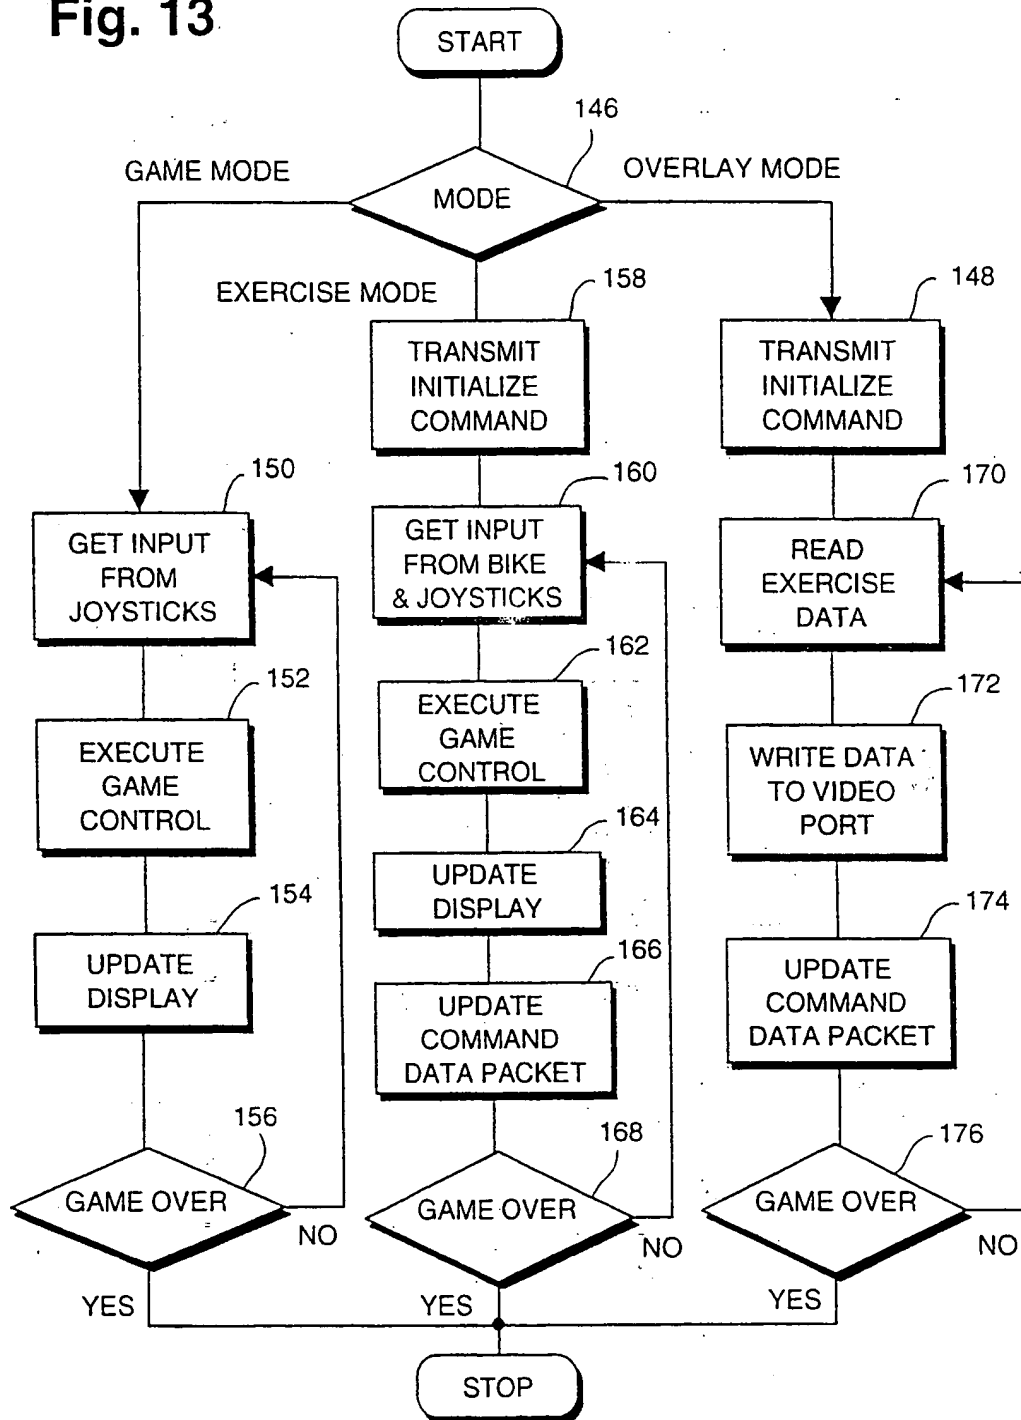 Fig. 13
START
146
GAME MODE
OVERLAY MODE
MODE
EXERCISE MODE
158
148
TRANSMIT
INITIALIZE
COMMAND
TRANSMIT
INITIALIZE
COMMAND
150
160
170
GET INPUT
FROM
JOYSTICKS
GET INPUT
FROM BIKE
& JOYSTICKS
READ
EXERCISE
DATA
152
162
172
EXECUTE
GAME
CONTROL
EXECUTE
GAME
CONTROL
WRITE DATA
TO VIDEO
PORT
154
164
174
UPDATE
DISPLAY
UPDATE
DISPLAY
166
UPDATE
COMMAND
DATA PACKET
UPDATE
COMMAND
DATA PACKET
156
168
176
GAME OVER
GAME OVER
GAME OVER
NO
NO
NO
YES
YES
YES
STOP